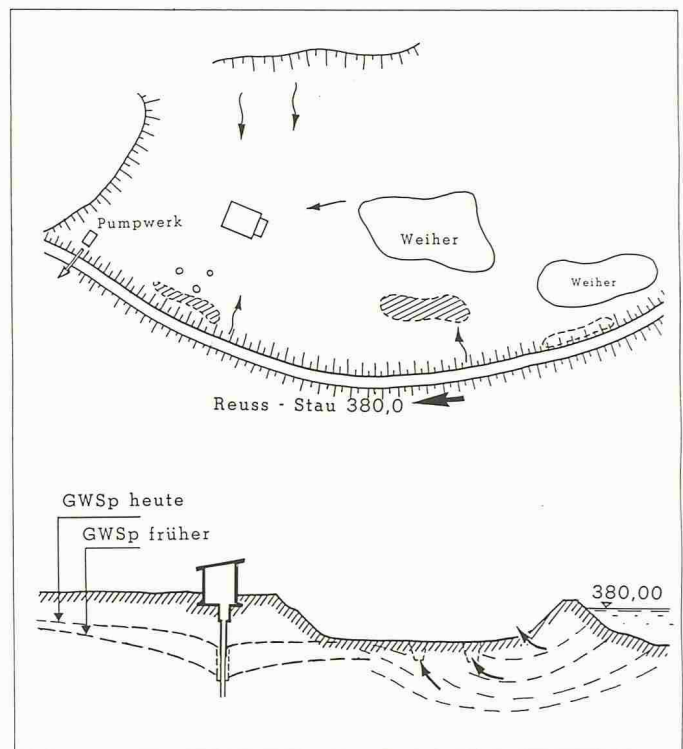 Pumpwerk
Weiher
Weiher
Reuss - Stau 380,0
GWSp heute
GWSp früher
380,00